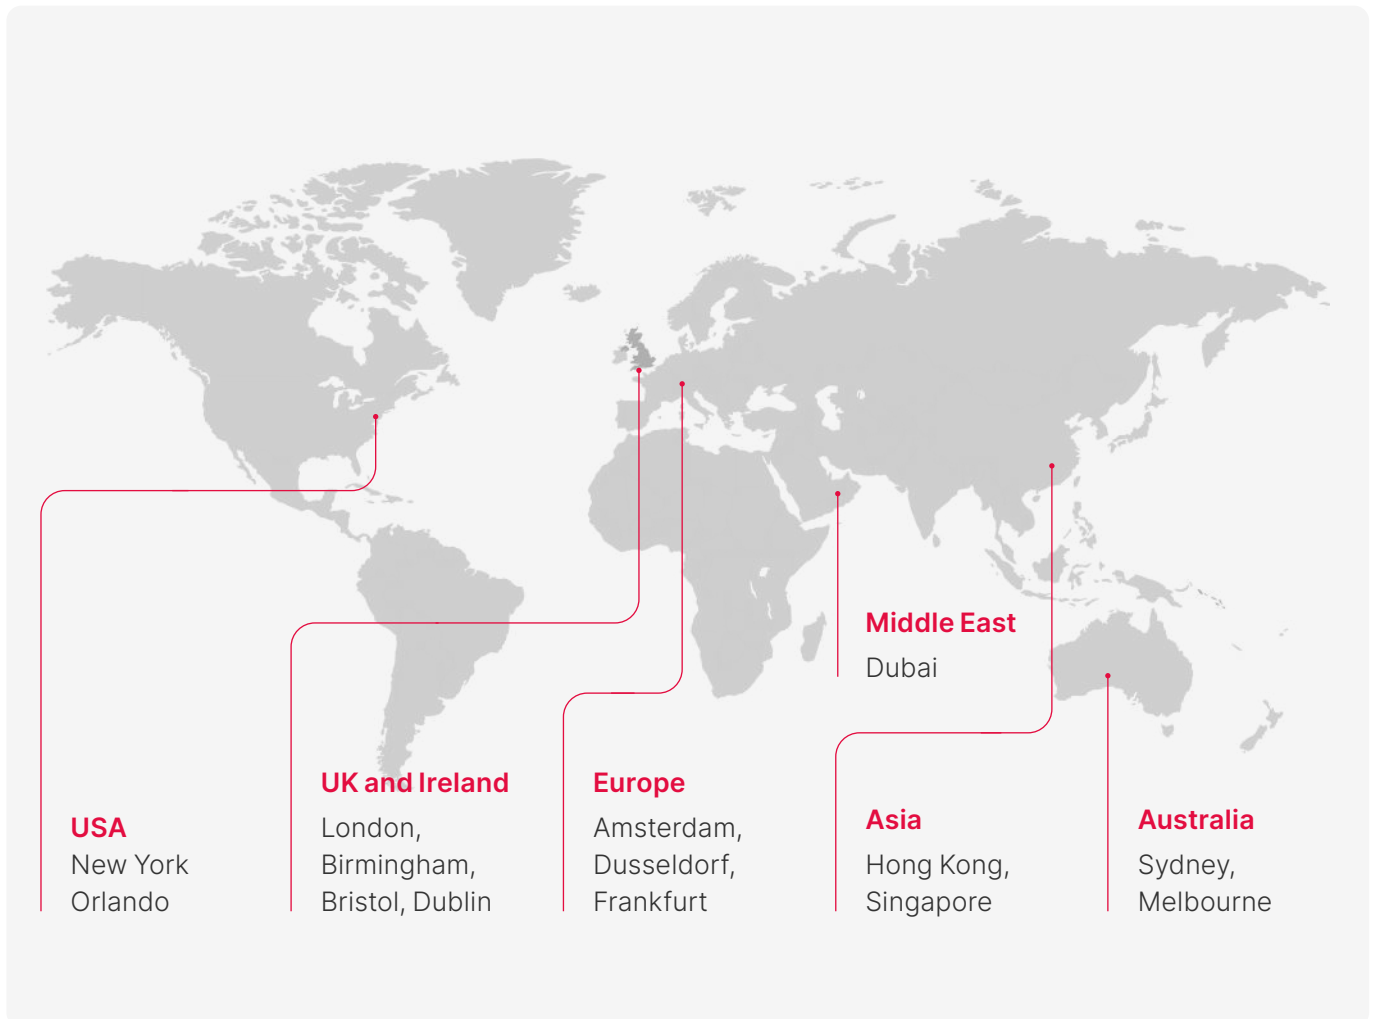 USA
New York
Orlando
UK and Ireland
London,
Birmingham,
Bristol, Dublin
Europe
Amsterdam,
Dusseldorf,
Frankfurt
Middle East
Dubai
Asia
Hong Kong,
Singapore
Australia
Sydney,
Melbourne